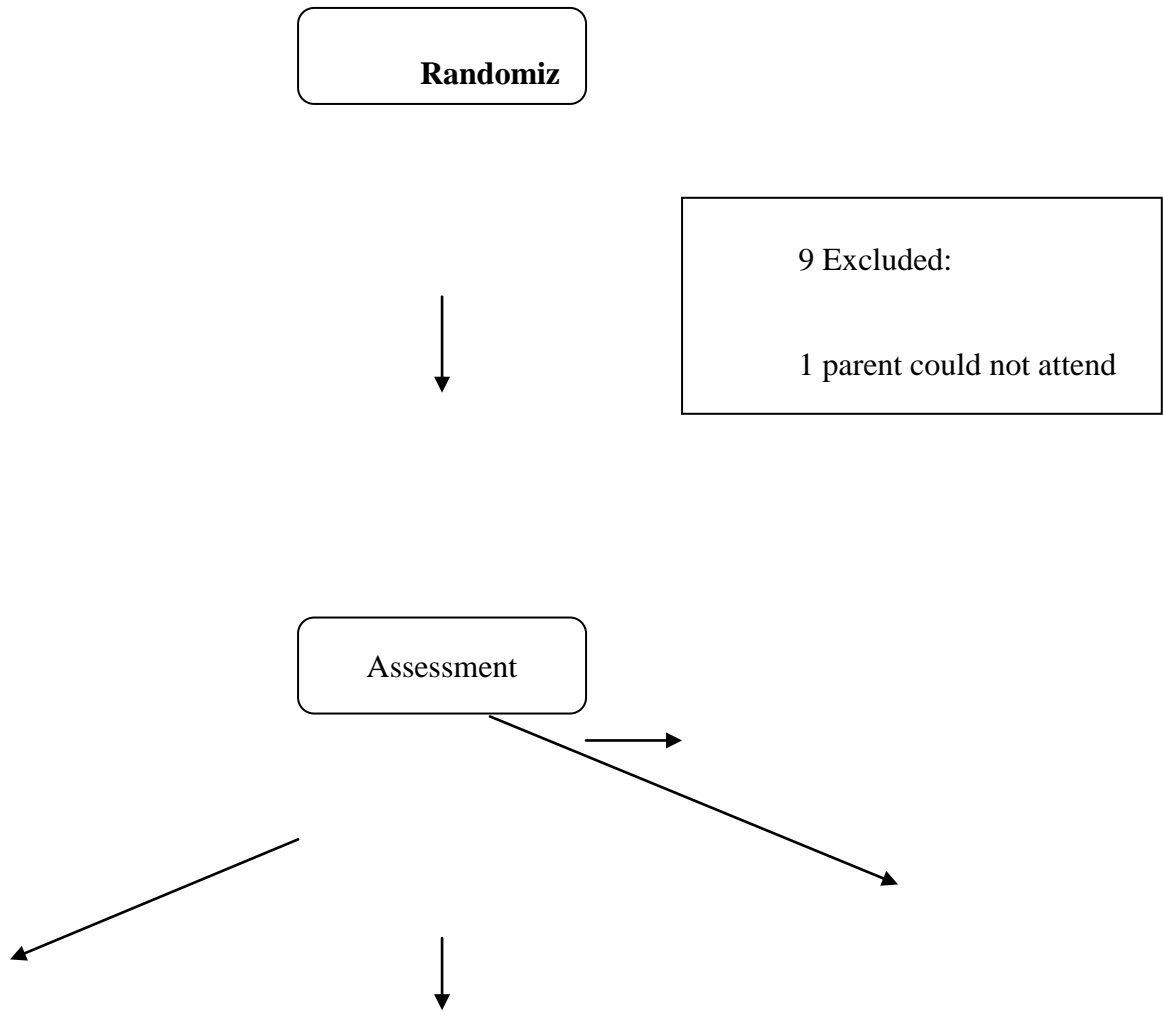 Randomiz
9 Excluded:
1 parent could not attend
Assessment